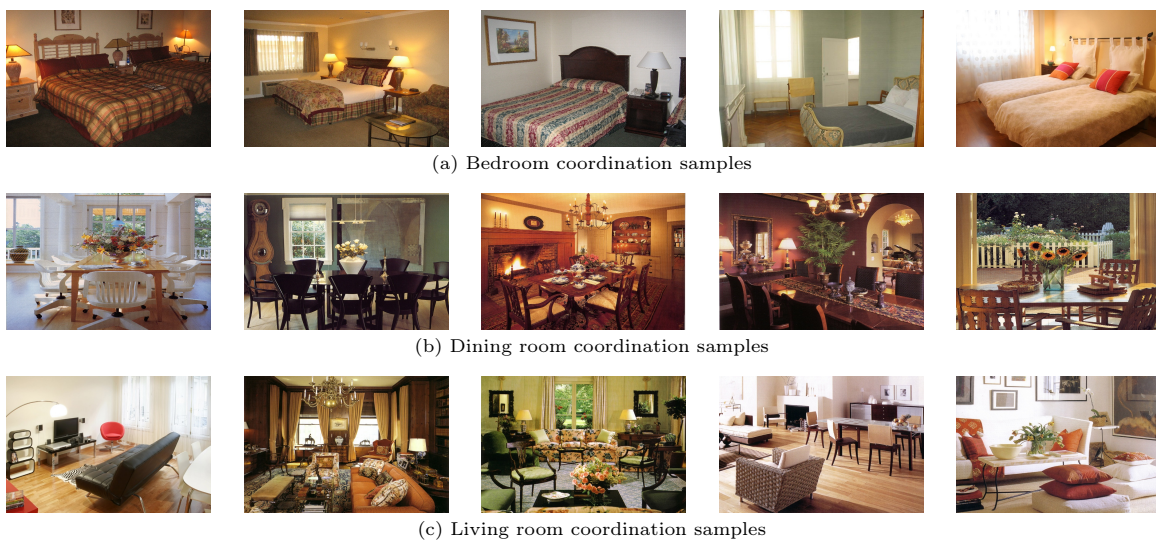 (a) Bedroom coordination samples
(b) Dining room coordination samples
(c) Living room coordination samples